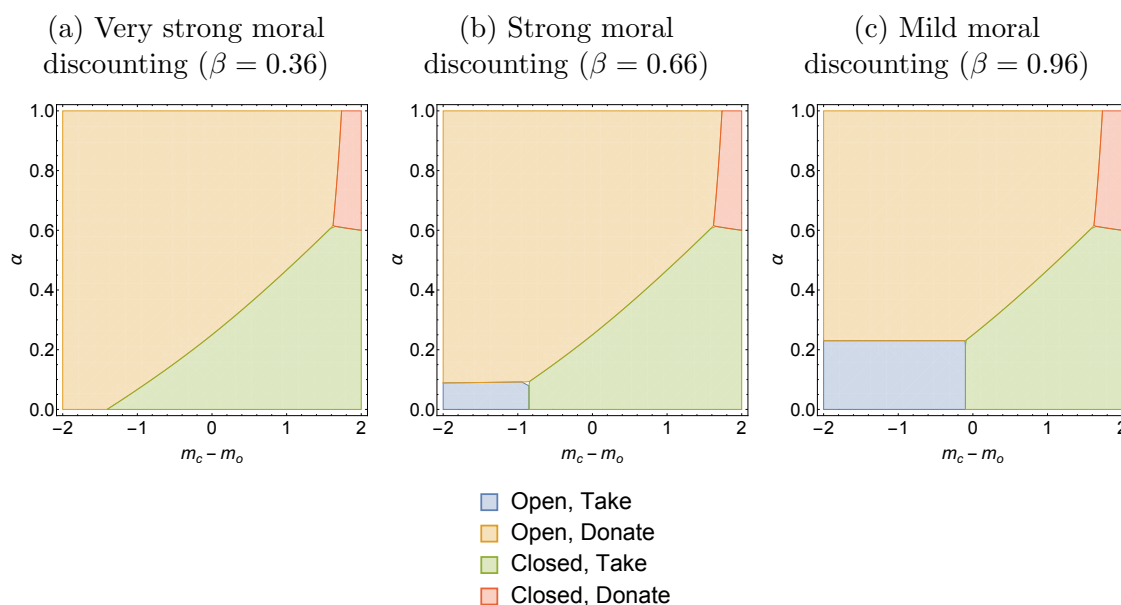 (a) Very strong moral
discounting (β = 0.36)
(b) Strong moral
discounting (β = 0.66)
(c) Mild moral
discounting (β = 0.96)
1.0
0.8
0.6
0.4
0.2
0.0
α
−2
−1
0
1
2
m_c − m_o
1.0
0.8
0.6
0.4
0.2
0.0
α
−2
−1
0
1
2
m_c − m_o
1.0
0.8
0.6
0.4
0.2
0.0
α
−2
−1
0
1
2
m_c − m_o
Open, Take
Open, Donate
Closed, Take
Closed, Donate